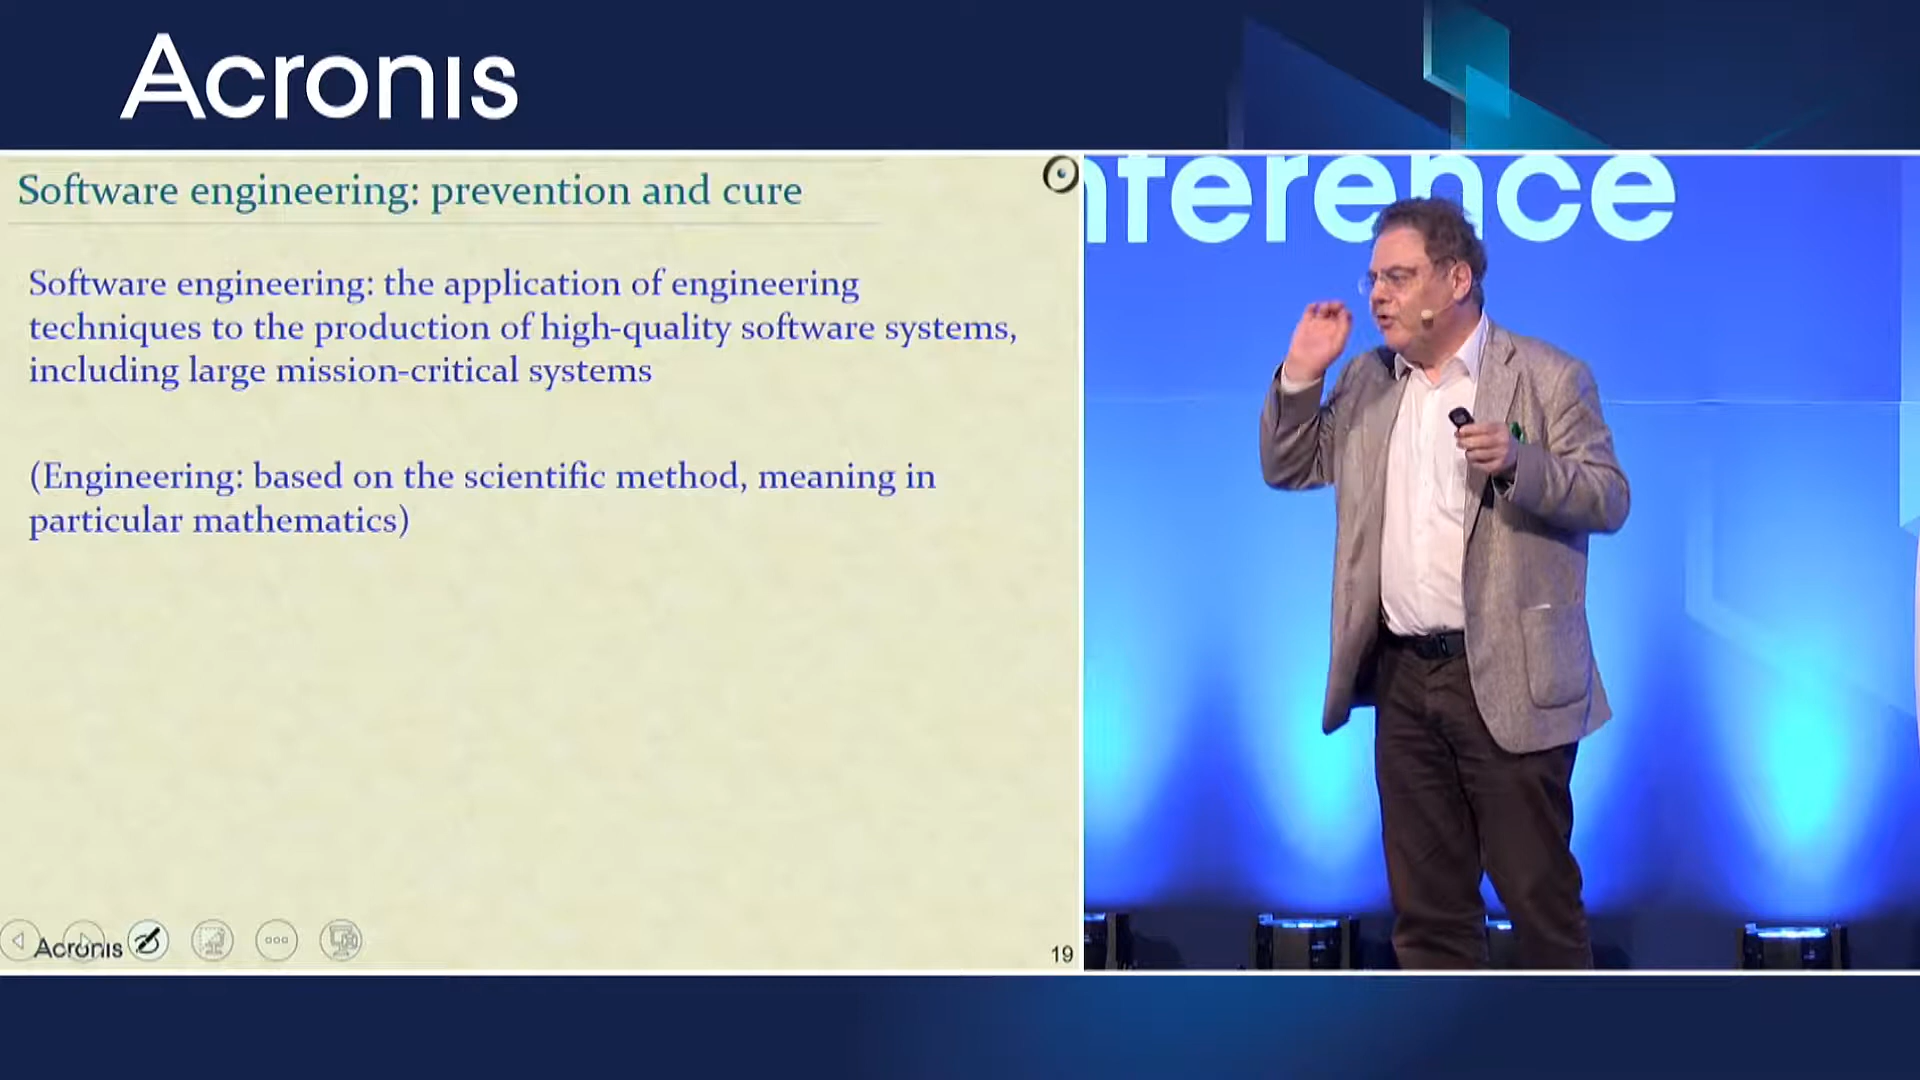 Acronis
Software engineering: prevention and cure
Software engineering: the application of engineering
techniques to the production of high-quality software systems,
including large mission-critical systems
(Engineering: based on the scientific method, meaning in
particular mathematics)
Acronis
19
nference